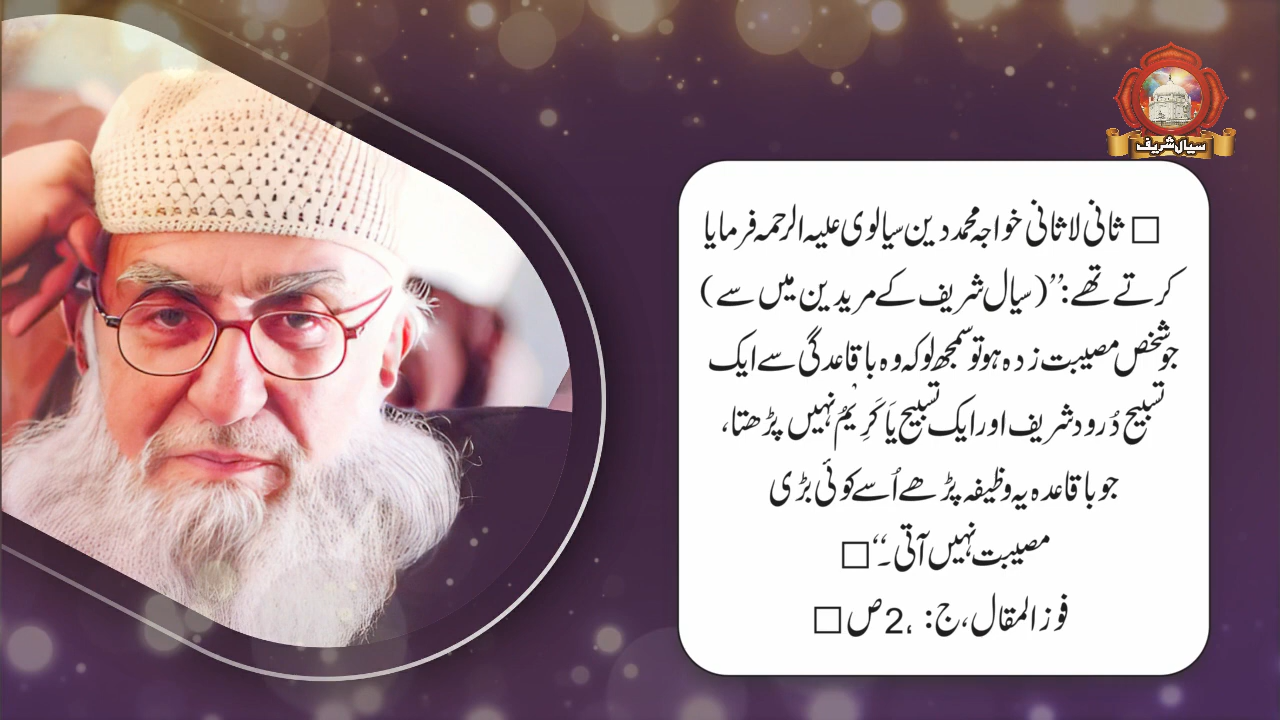 سیال شریف
□ ثانی لاثانی خواجہ محمد دین سیالوی علیہ الرحمہ فرمایا
کرتے تھے:’’(سیال شریف کے مریدین میں سے)
جو شخص مصیبت زدہ ہو تو سمجھ لو کہ وہ باقاعدگی سے ایک
تسبیح دُرود شریف اور ایک تسبیح یَا کَرِیْمُ نہیں پڑھتا،
جو باقاعدہ یہ وظیفہ پڑھے اُسے کوئی بڑی
مصیبت نہیں آتی۔‘‘□
فوز المقال، ج: 2، ص□